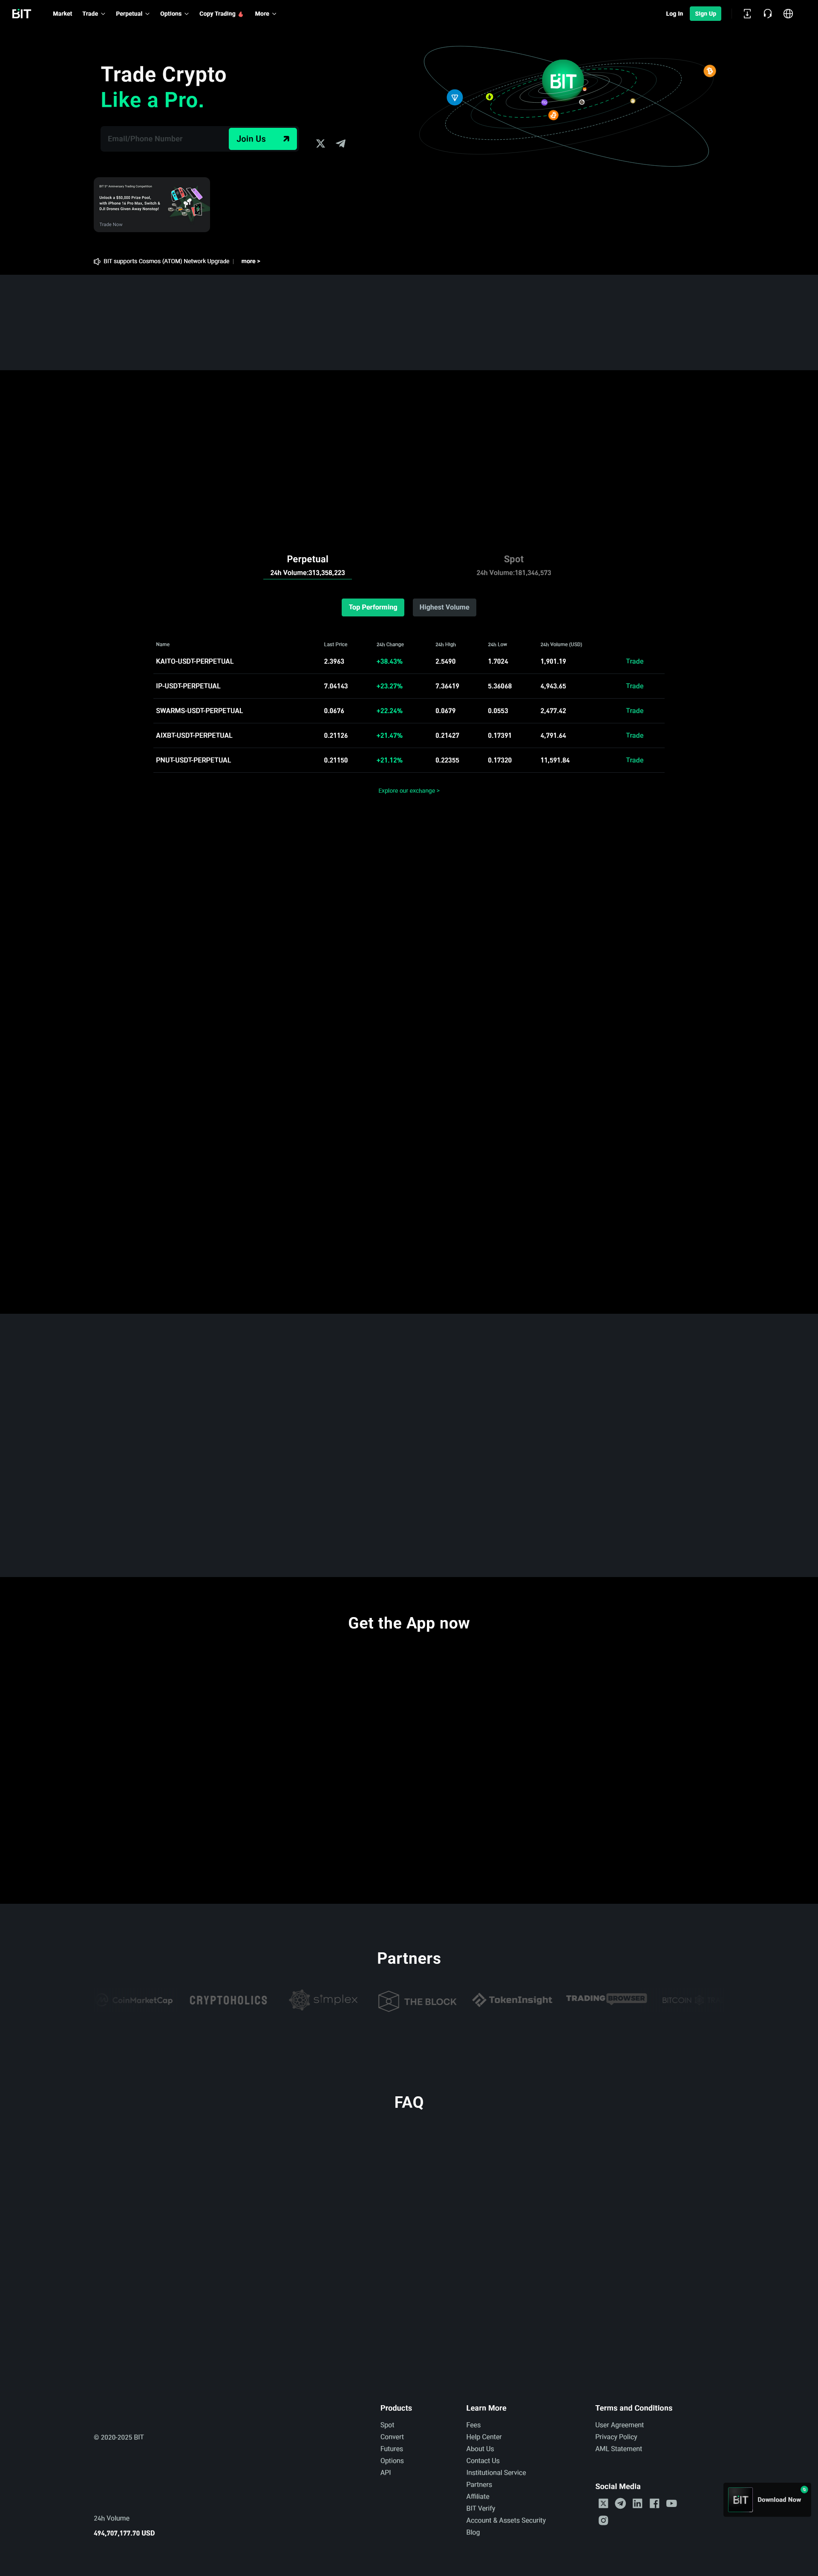 BIT
Market Trade Perpetual Options Copy Trading More
Log In Sign Up
Trade Crypto
Like a Pro.
Email/Phone Number Join Us
BIT
BIT 5th Anniversary Trading Competition
Unlock a $50,000 Prize Pool,
with iPhone 16 Pro Max, Switch &
DJI Drones Given Away Nonstop!
Trade Now
BIT supports Cosmos (ATOM) Network Upgrade | more >
Perpetual Spot
24h Volume:313,358,223 24h Volume:181,346,573
Top Performing Highest Volume
Name Last Price 24h Change 24h High 24h Low 24h Volume (USD)
KAITO-USDT-PERPETUAL 2.3963 +38.43% 2.5490 1.7024 1,901.19 Trade
IP-USDT-PERPETUAL 7.04143 +23.27% 7.36419 5.36068 4,943.65 Trade
SWARMS-USDT-PERPETUAL 0.0676 +22.24% 0.0679 0.0553 2,477.42 Trade
AIXBT-USDT-PERPETUAL 0.21126 +21.47% 0.21427 0.17391 4,791.64 Trade
PNUT-USDT-PERPETUAL 0.21150 +21.12% 0.22355 0.17320 11,591.84 Trade
Explore our exchange >
Get the App now
Partners
CoinMarketCap CRYPTOHOLICS simplex THE BLOCK TokenInsight TRADING BROWSER BITCOIN
FAQ
Products
Spot
Convert
Futures
Options
API
Learn More
Fees
Help Center
About Us
Contact Us
Institutional Service
Partners
Affiliate
BIT Verify
Account & Assets Security
Blog
Terms and Conditions
User Agreement
Privacy Policy
AML Statement
Social Media
© 2020-2025 BIT
24h Volume
494,707,177.70 USD
BIT Download Now